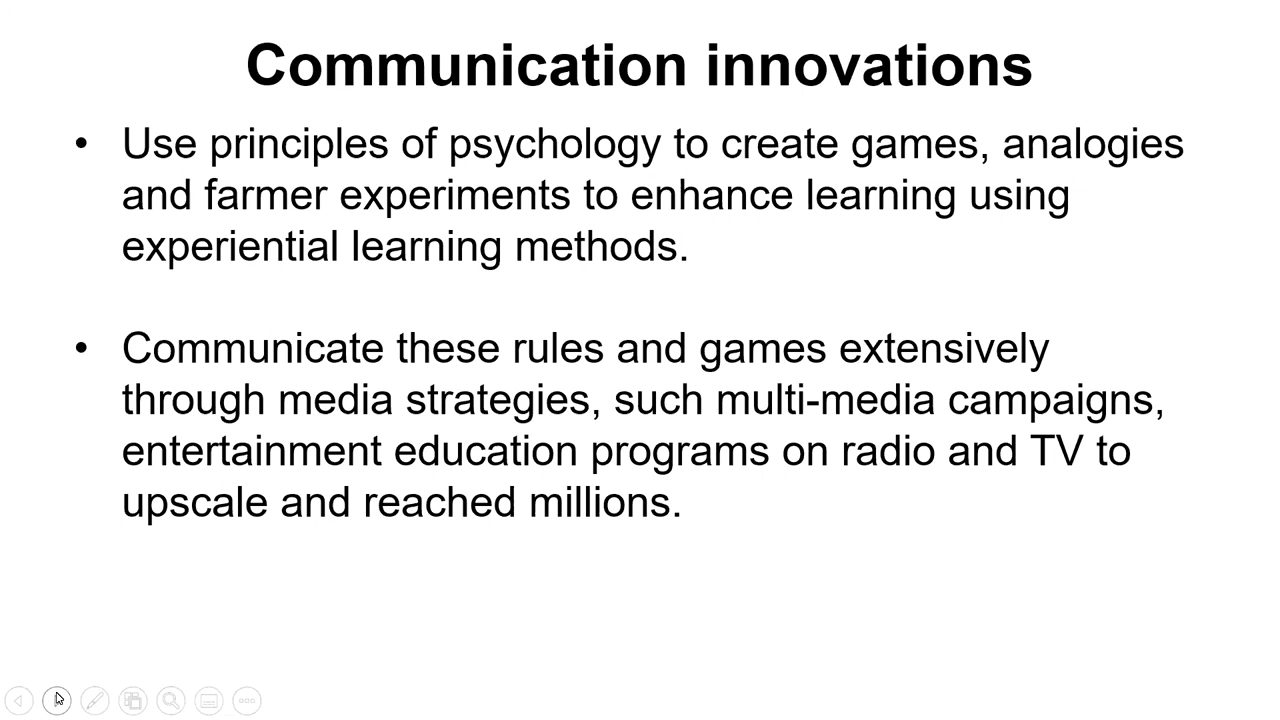 Communication innovations
• Use principles of psychology to create games, analogies
and farmer experiments to enhance learning using
experiential learning methods.
• Communicate these rules and games extensively
through media strategies, such multi-media campaigns,
entertainment education programs on radio and TV to
upscale and reached millions.